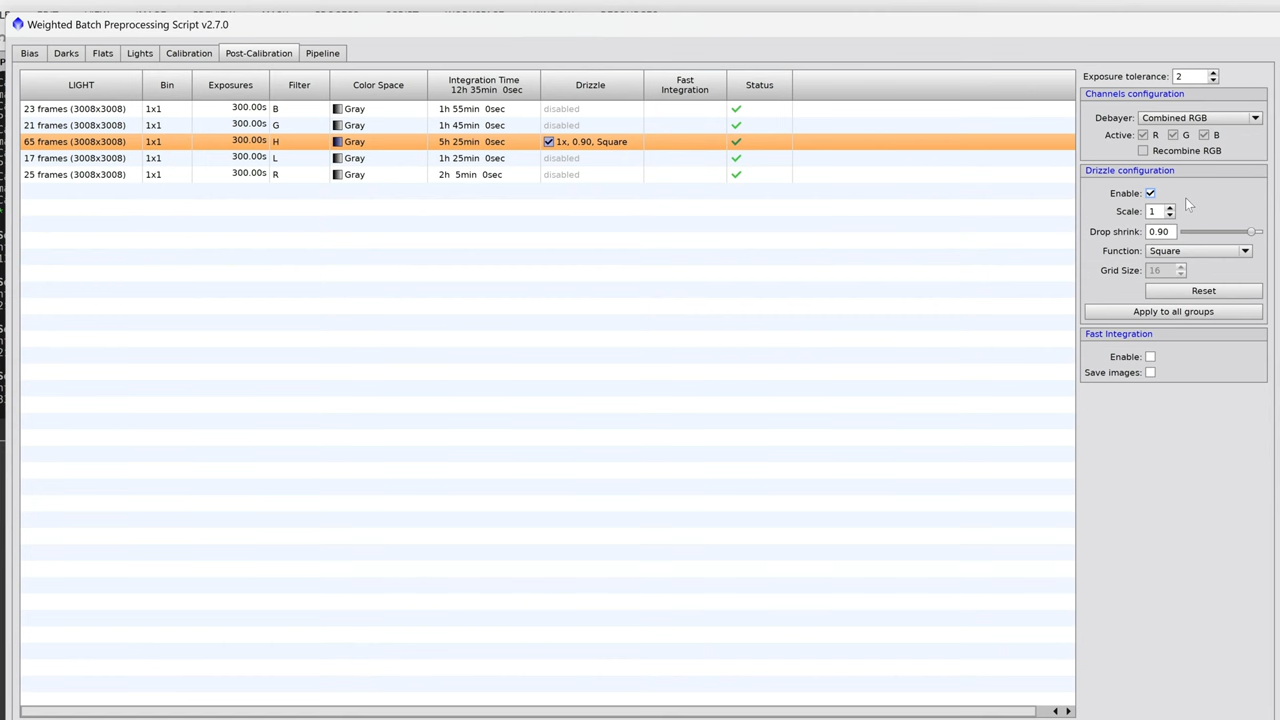 Weighted Batch Preprocessing Script v2.7.0
Bias Darks Flats Lights Calibration Post-Calibration Pipeline
LIGHT Bin Exposures Filter Color Space Integration Time 12h 35min 0sec Drizzle Fast Integration Status
23 frames (3008x3008) 1x1 300.00s B Gray 1h 55min 0sec disabled
21 frames (3008x3008) 1x1 300.00s G Gray 1h 45min 0sec disabled
65 frames (3008x3008) 1x1 300.00s H Gray 5h 25min 0sec 1x, 0.90, Square
17 frames (3008x3008) 1x1 300.00s L Gray 1h 25min 0sec disabled
25 frames (3008x3008) 1x1 300.00s R Gray 2h 5min 0sec disabled
Exposure tolerance: 2
Channels configuration
Debayer: Combined RGB
Active: R G B
Recombine RGB
Drizzle configuration
Enable:
Scale: 1
Drop shrink: 0.90
Function: Square
Grid Size: 16
Reset
Apply to all groups
Fast Integration
Enable:
Save images: